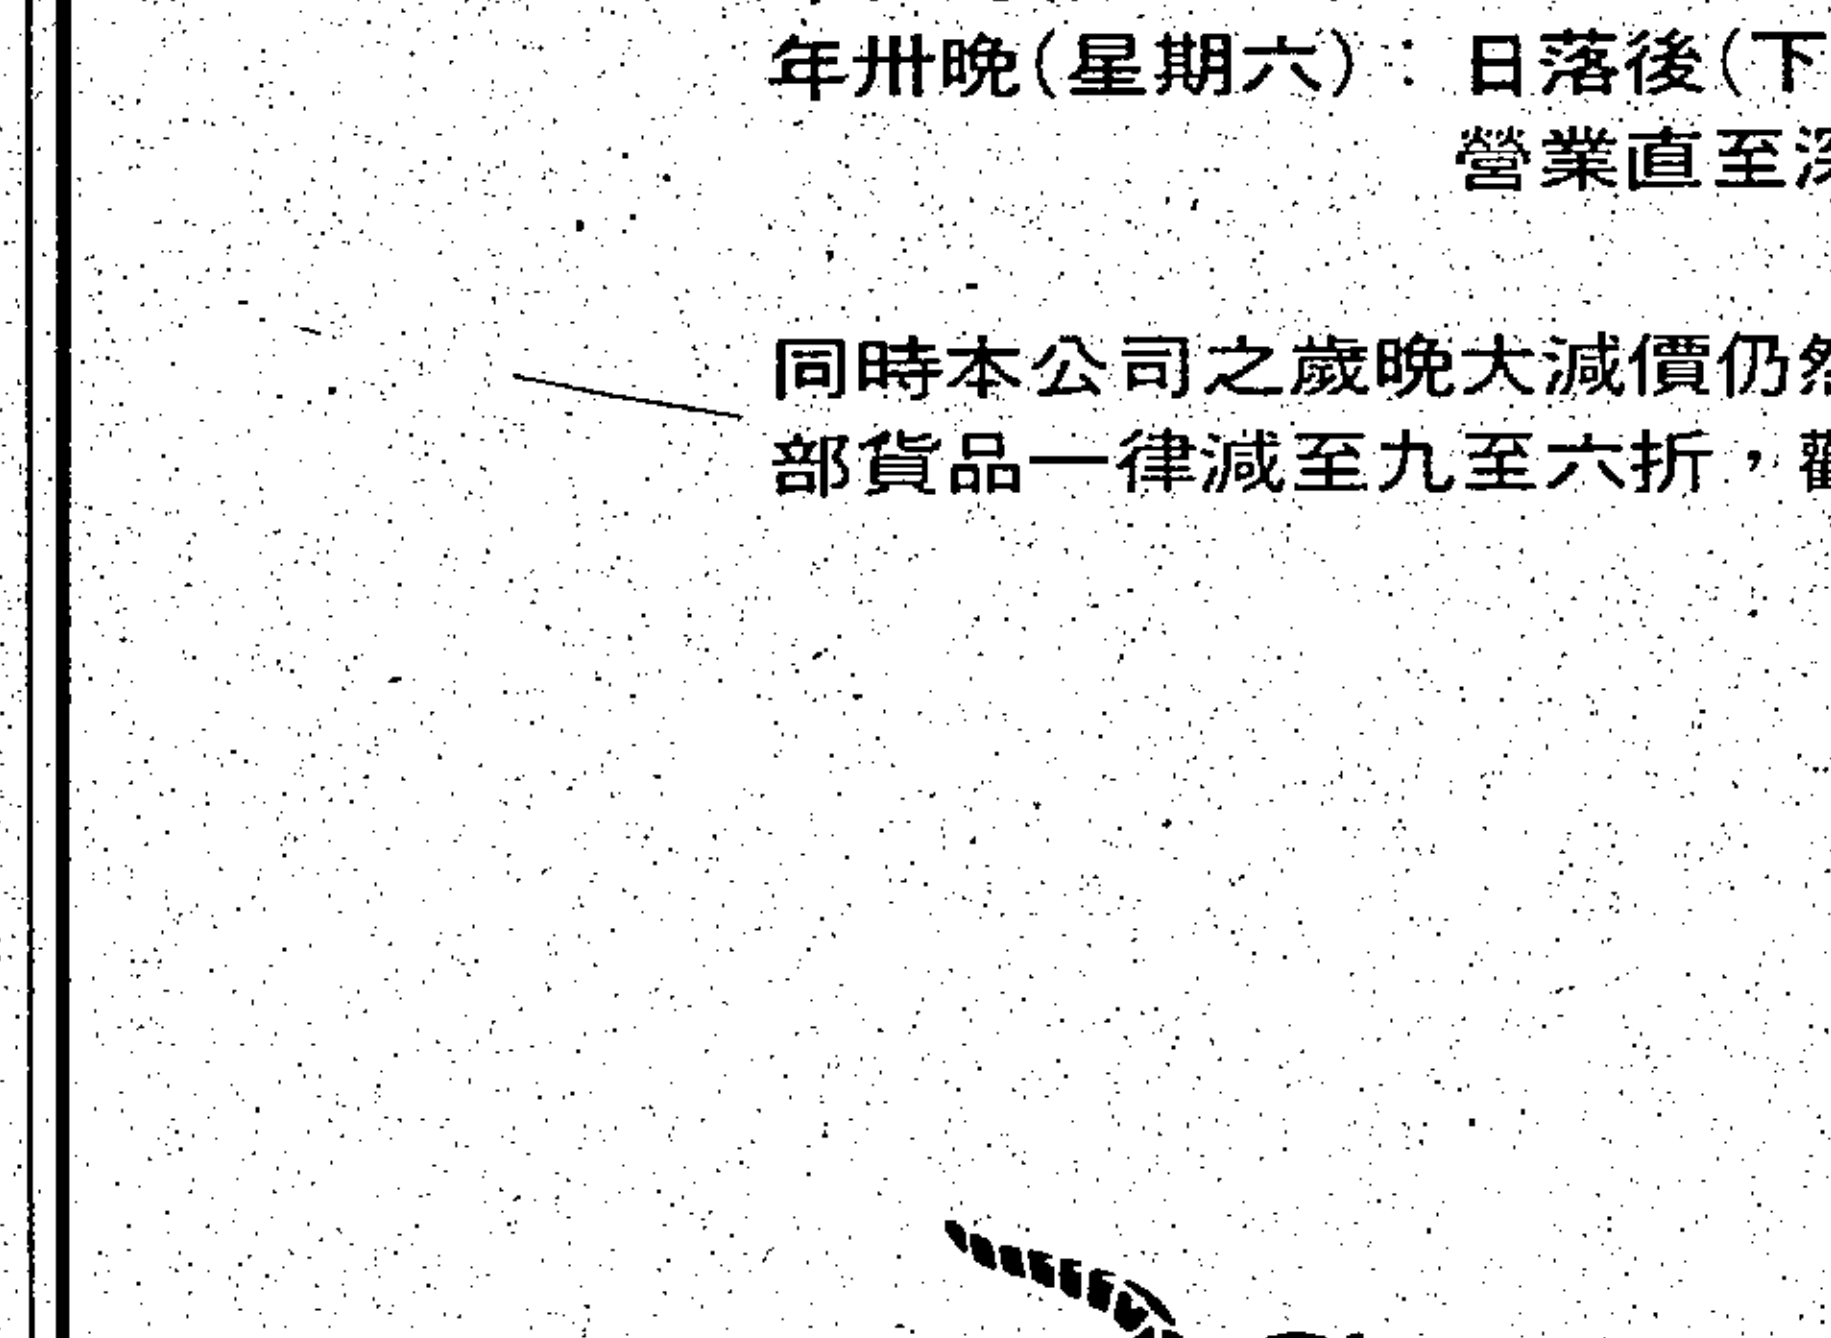 年卅晚(星期六)：日落後(下
營業直至深
同時本公司之歲晚大減價仍然
部貨品一律減至九至六折，